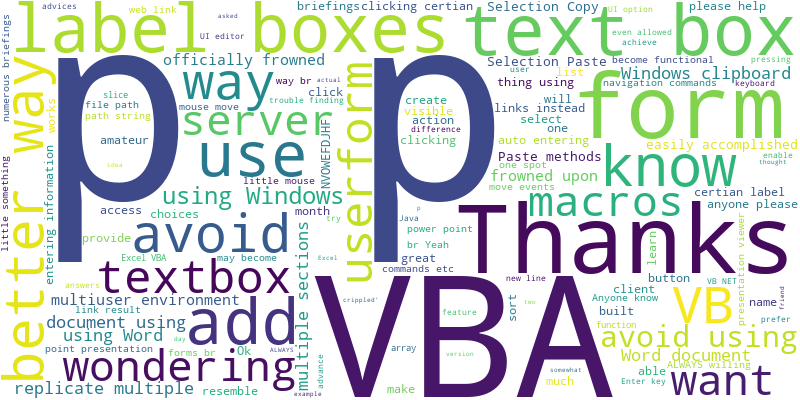 advices
web link
asked
UI editor
briefingsclicking certian
Selection Copy
UI option
please help
label boxes
text box
even allowed
achieve
numerous briefings
officially frowned
Selection Paste
become functional
pressing
p p
way
way br
actual
user
list
Windows clipboard
slice
mouse move
trouble finding
click
thing using
navigation commands
keyboard
file path
path string
server
userform
create
visible
links instead
will
form
works
action
select
one
easily accomplished
amateur
use
difference
clicking
auto entering
better way
idea
NVOWEFDJHF
one spot
Paste methods
know
enable
thought
little mouse
frowned upon
certian label
using Windows
move events
macros
anyone please
access
choices
month
try
Java
p
Thanks
entering information
provide
avoid
power point
learn
little something
Excel VBA
may become
Excel
br Yeah
great
commands etc
answers
textbox
multiple sections
new line
button
VB NET
presentation viewer
link result
multiuser environment
crippled'
VBA
Anyone know
client
VB
name
friend
document using
add
feature
sort
built
function
prefer
using Word
day
two
avoid using
point presentation
forms br
Ok
ALWAYS
array
version
somewhat
Word document
wondering
advance
able
ALWAYS willing
replicate multiple
resemble
example
make
much
Enter key
want